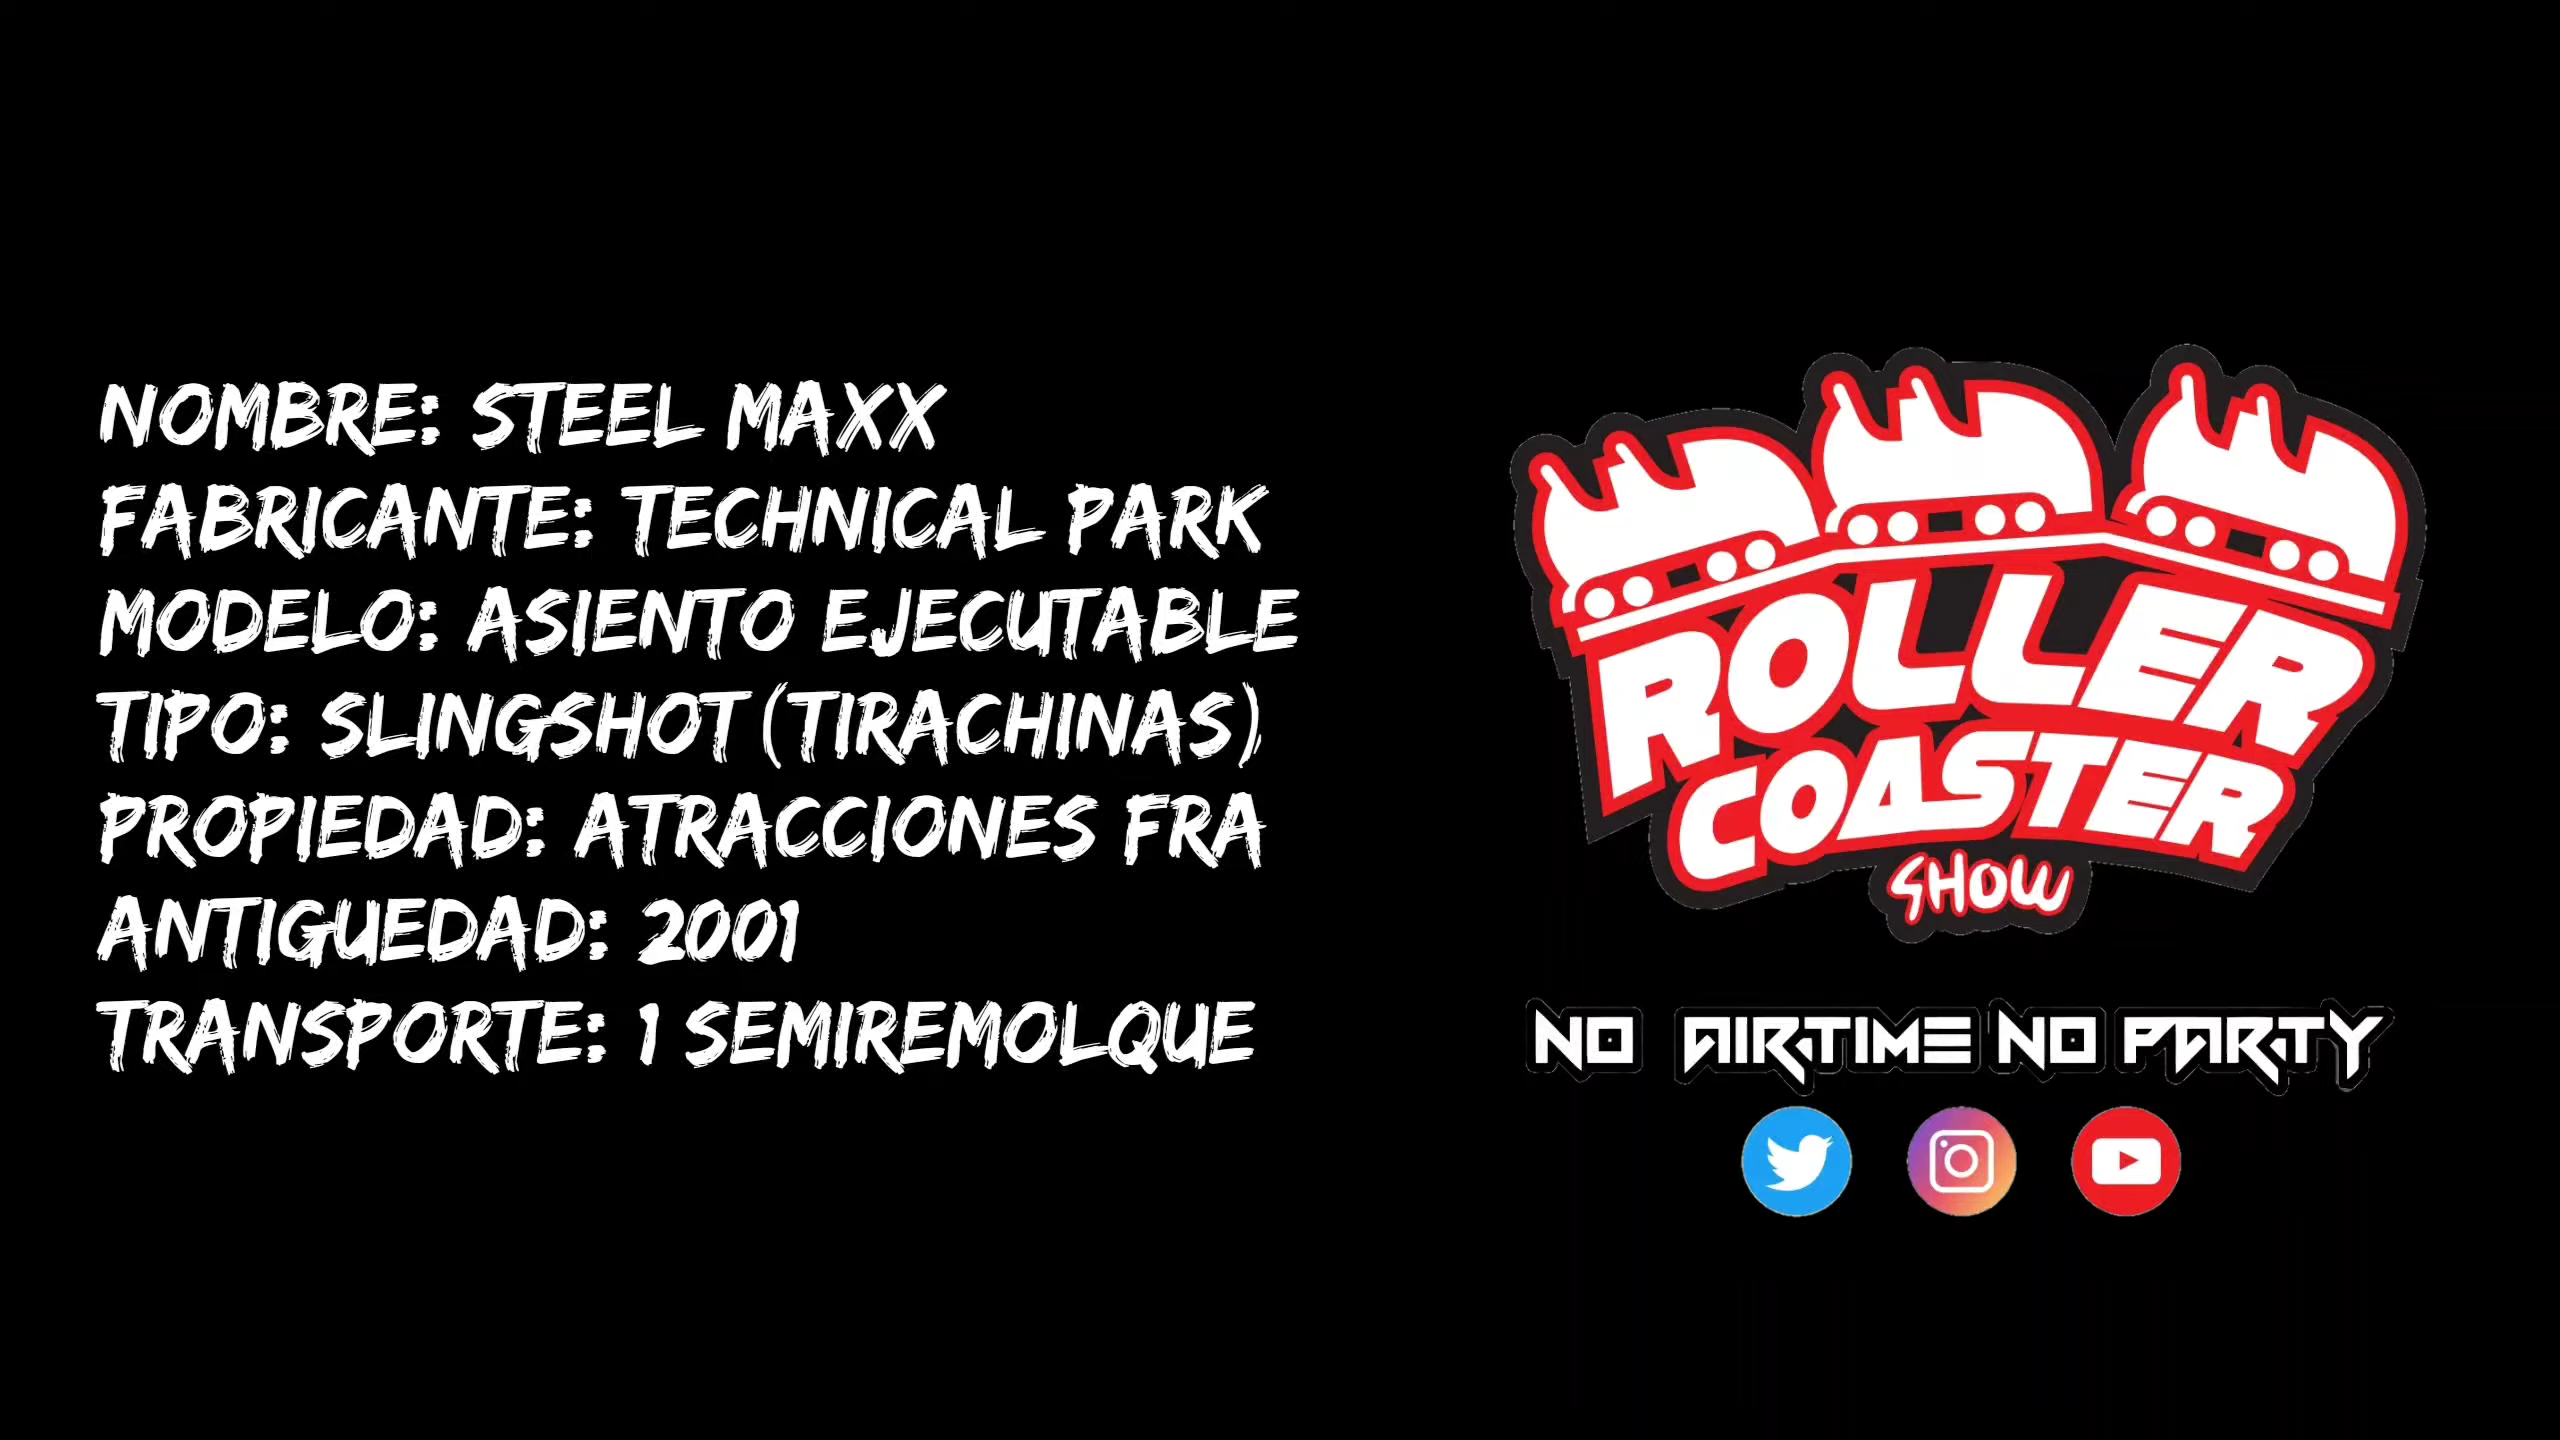 NOMBRE: STEEL MAXX
FABRICANTE: TECHNICAL PARK
MODELO: ASIENTO EJECUTABLE
TIPO: SLINGSHOT (TIRACHINAS)
PROPIEDAD: ATRACCIONES FRA
ANTIGUEDAD: 2001
TRANSPORTE: 1 SEMIREMOLQUE
ROLLER
COASTER
SHOW
NO AIRTIME NO PARTY